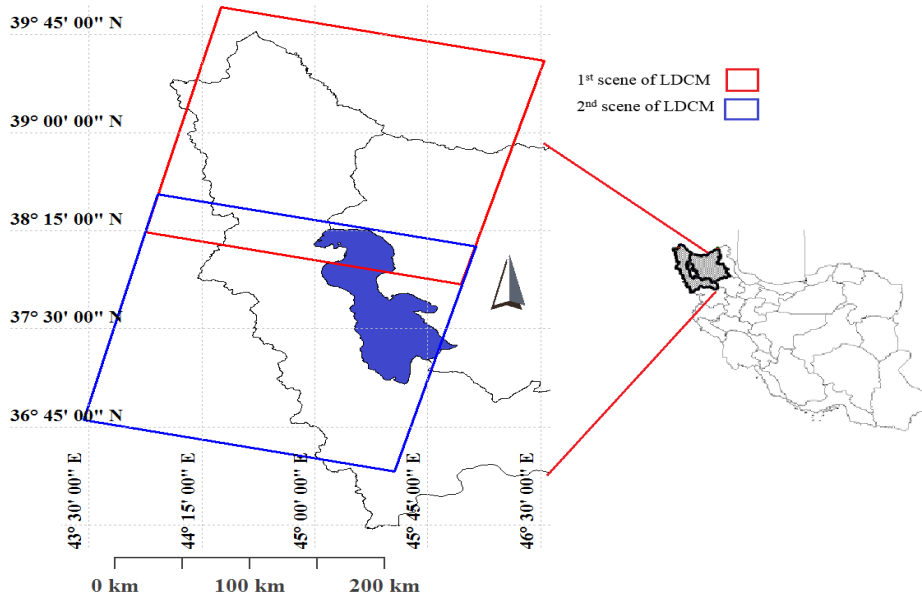 39° 45' 00'' N
39° 00' 00'' N
38° 15' 00'' N
37° 30' 00'' N
36° 45' 00'' N
43° 30' 00'' E
44° 15' 00'' E
45° 00' 00'' E
45° 45' 00'' E
46° 30' 00'' E
1st scene of LDCM
2nd scene of LDCM
0 km
100 km
200 km